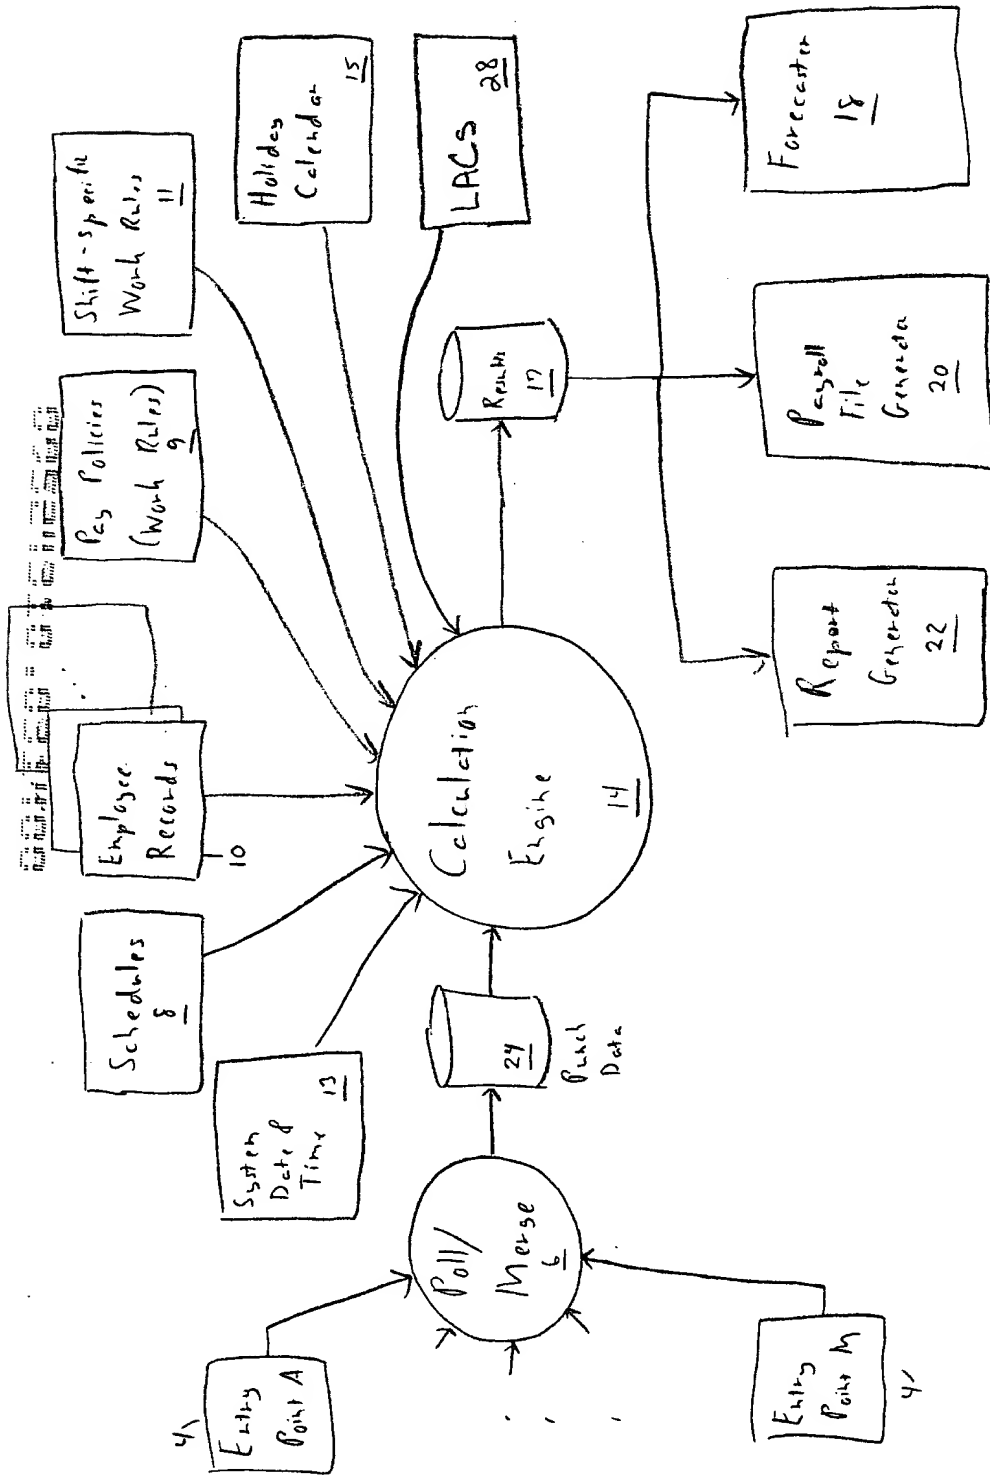 Shift-specific
Work Rules
11
Holiday
Calendar
15
LACS
28
Pay Policies
(Work Rules)
9
Employee
Records
10
Schedules
8
System
Date &
Time
13
Calculation
Engine
14
Results
17
Forecaster
18
Payroll
File
Generator
20
Report
Generator
22
24
Punch
Data
Poll/
Merge
6
4
Entry
Point A
Entry
Point M
4